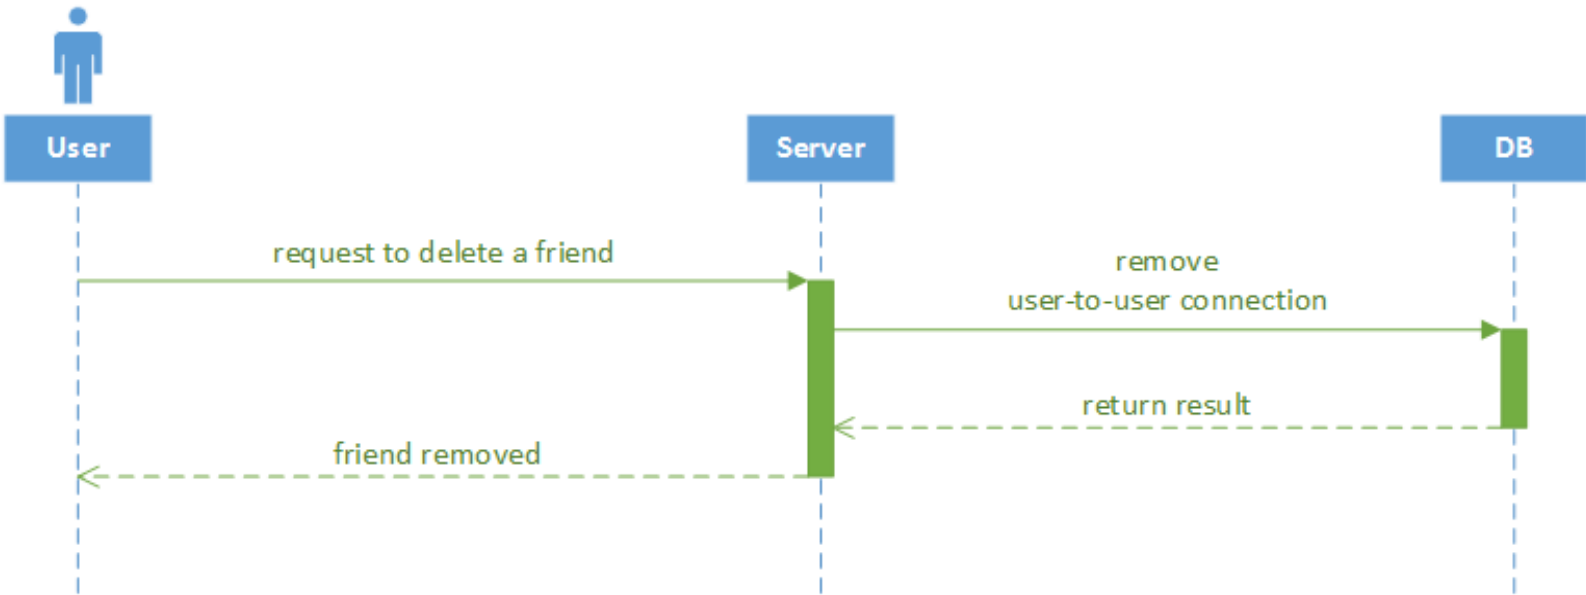 User
Server
DB
request to delete a friend
remove
user-to-user connection
return result
friend removed